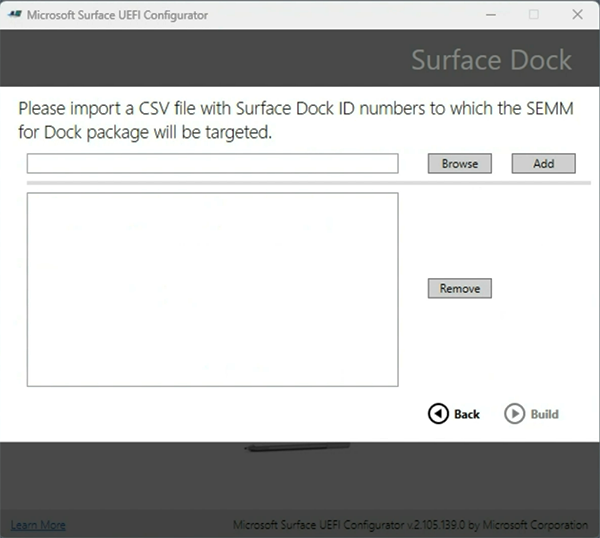 Microsoft Surface UEFI Configurator
Surface Dock
Please import a CSV file with Surface Dock ID numbers to which the SEMM
for Dock package will be targeted.
Browse
Add
Remove
Back
Build
Learn More
Microsoft Surface UEFI Configurator v.2.105.139.0 by Microsoft Corporation